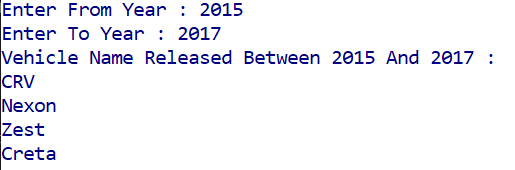 Enter From Year : 2015
Enter To Year : 2017
Vehicle Name Released Between 2015 And 2017 :
CRV
Nexon
Zest
Creta